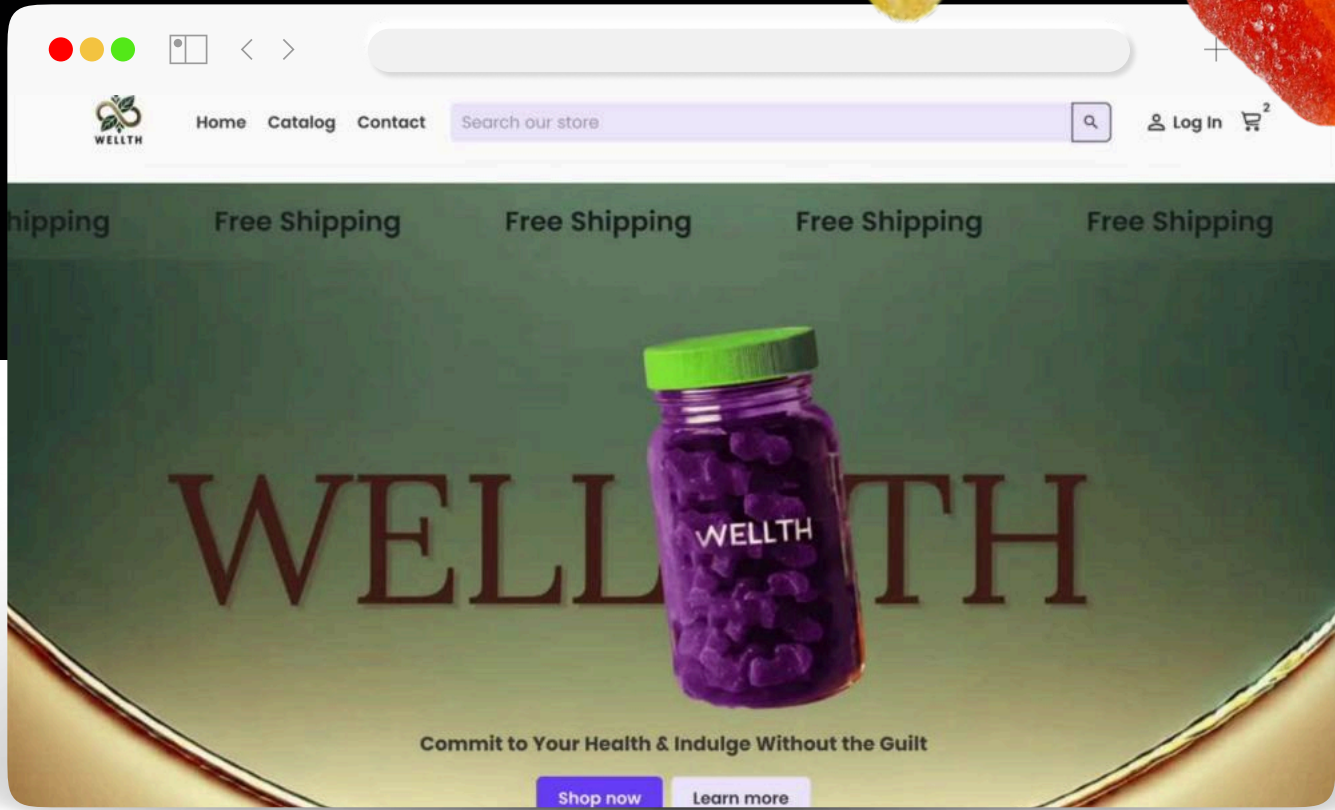 WELLTH
Home Catalog Contact Search our store Log In 2
hipping Free Shipping Free Shipping Free Shipping Free Shipping
WELL TH
WELLTH
Commit to Your Health & Indulge Without the Guilt
Shop now Learn more